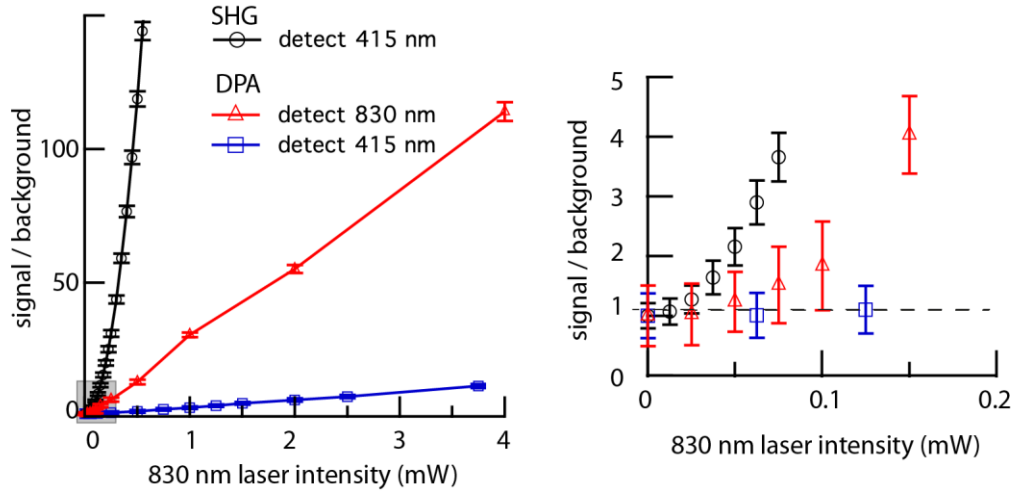 SHG
detect 415 nm
DPA
detect 830 nm
detect 415 nm
signal / background
100
50
0
0 1 2 3 4
830 nm laser intensity (mW)
signal / background
5
4
3
2
1
0
0 0.1 0.2
830 nm laser intensity (mW)